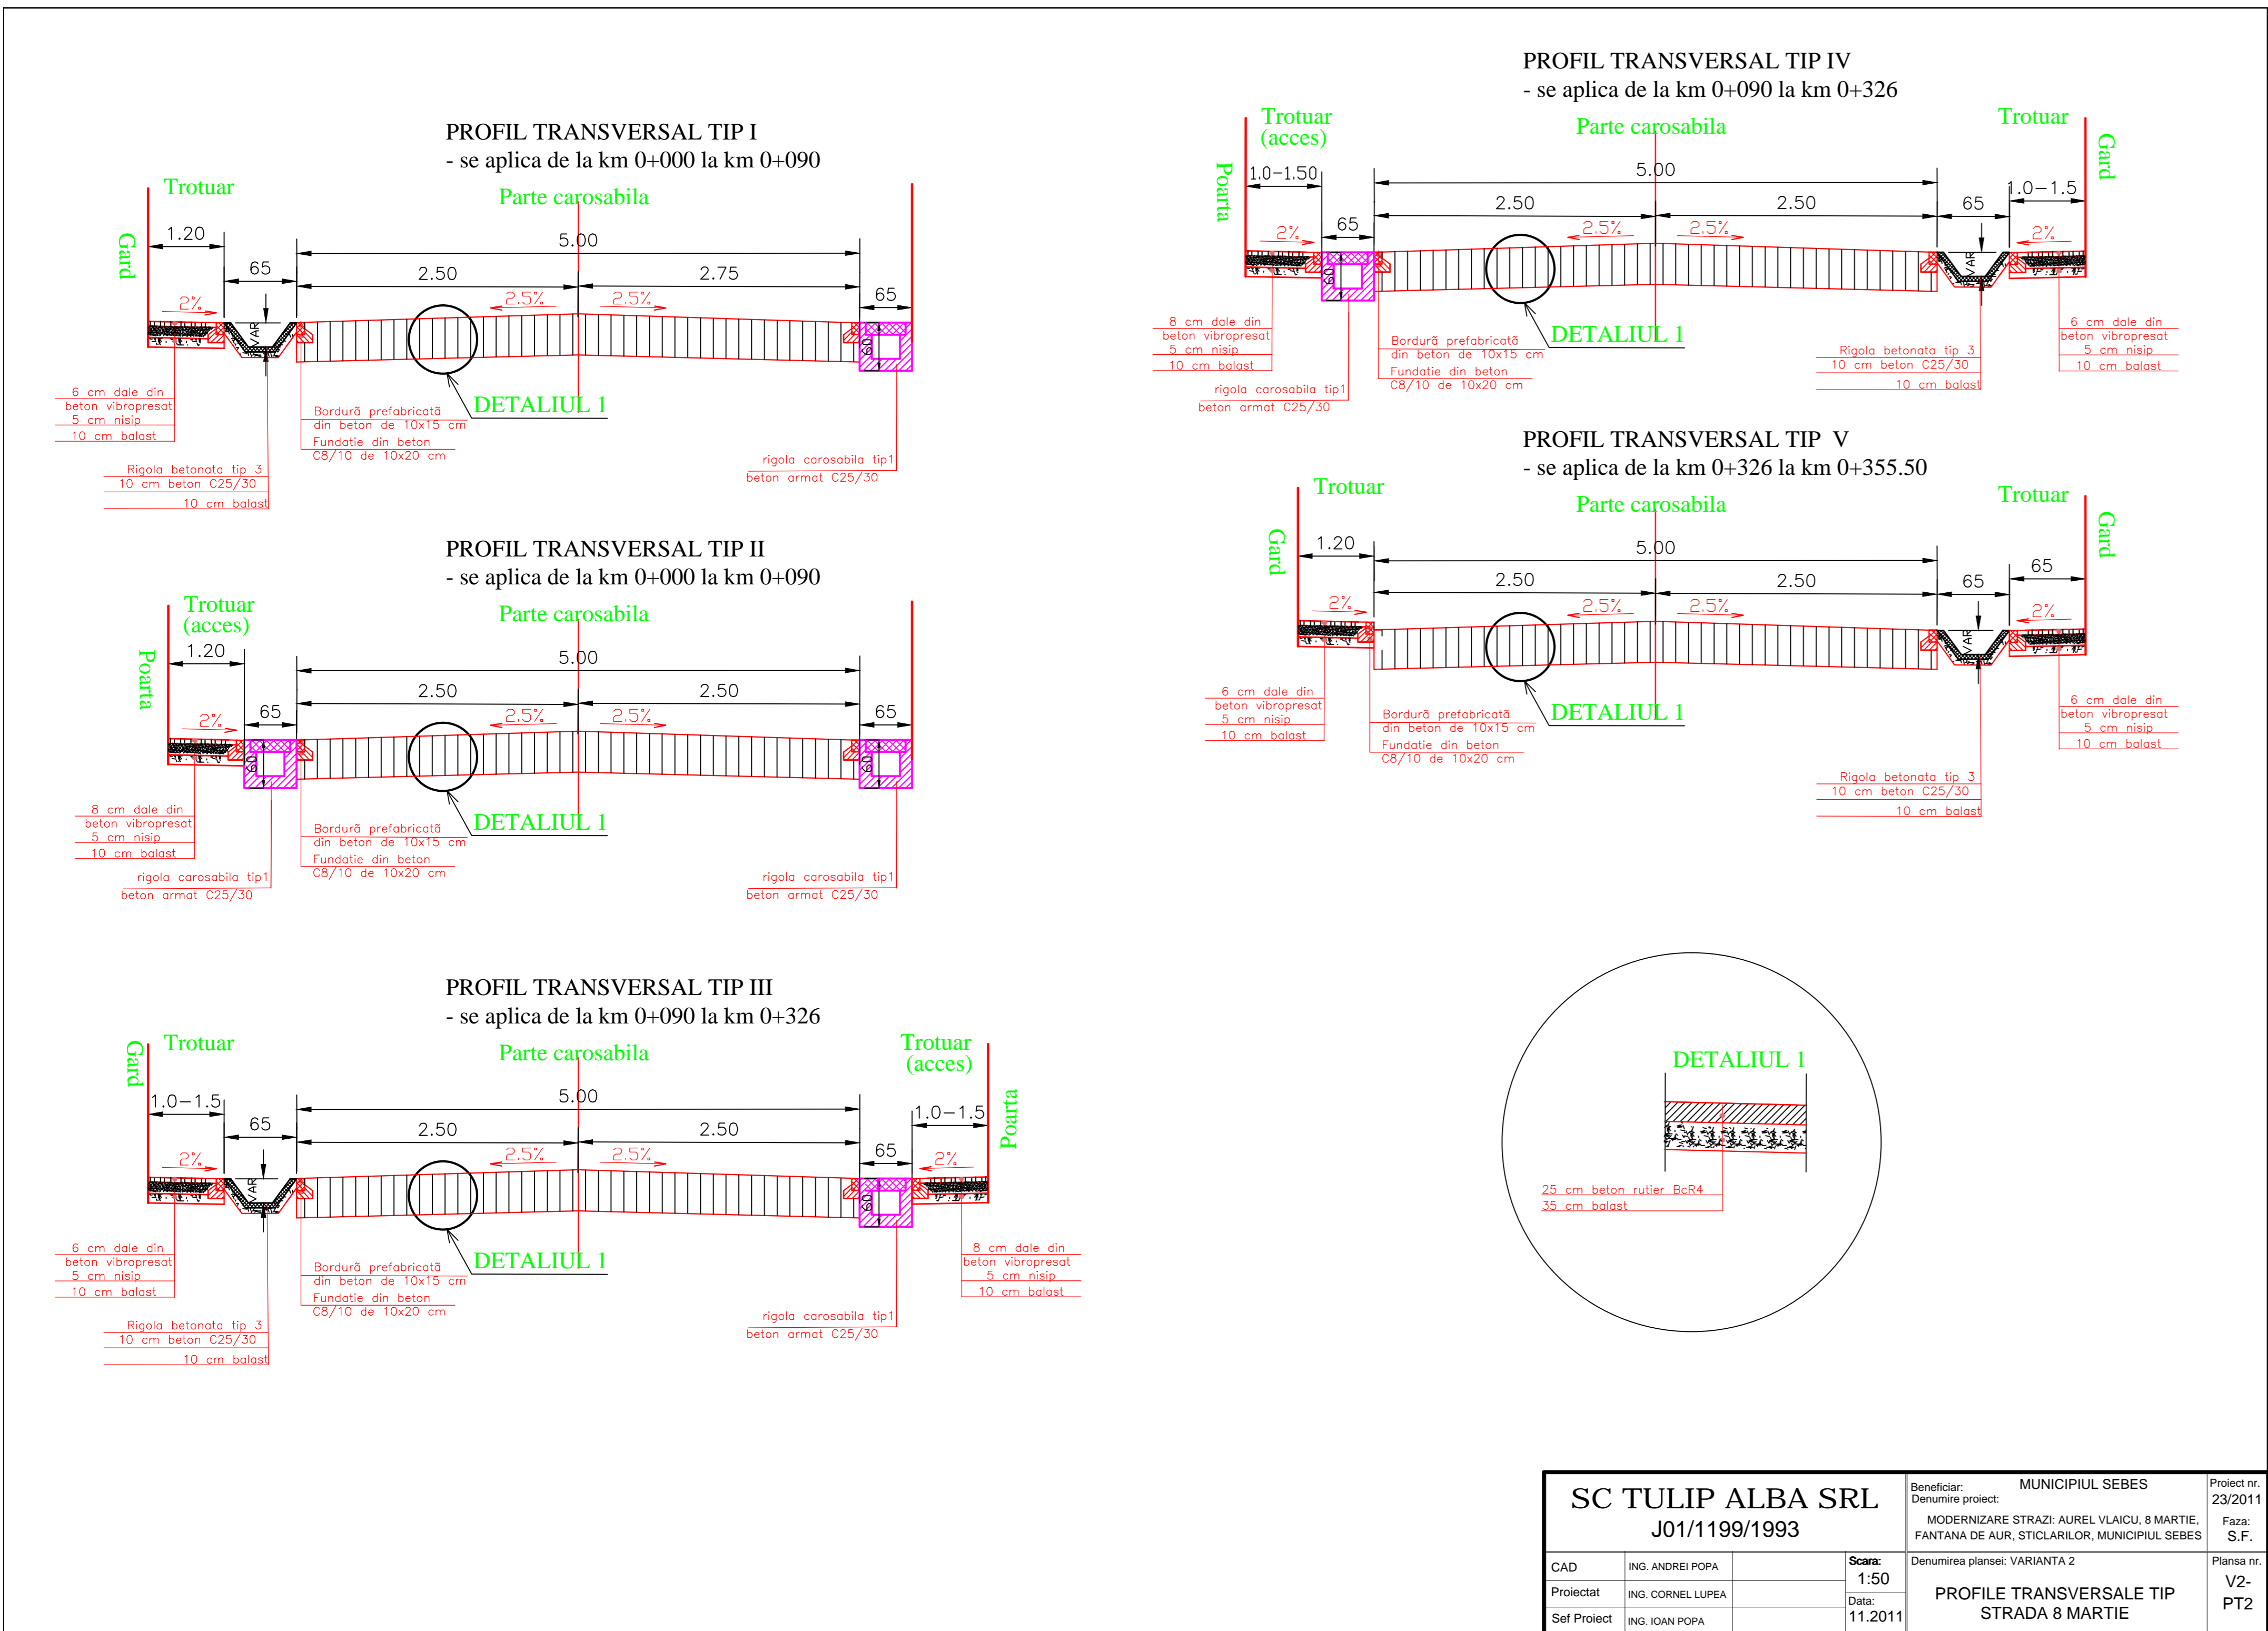 PROFIL TRANSVERSAL TIP I
- se aplica de la km 0+000 la km 0+090
Trotuar
Parte carosabila
Gard
1.20
5.00
65
2.50
2.75
65
2%
2.5%
2.5%
VAR
60
DETALIUL 1
6 cm dale din
beton vibropresat
5 cm nisip
10 cm balast
Bordură prefabricată
din beton de 10x15 cm
Fundatie din beton
C8/10 de 10x20 cm
Rigola betonata tip 3
10 cm beton C25/30
10 cm balast
rigola carosabila tip1
beton armat C25/30
PROFIL TRANSVERSAL TIP II
- se aplica de la km 0+000 la km 0+090
Trotuar
(acces)
Parte carosabila
Poarta
1.20
5.00
65
2.50
2.50
65
2%
2.5%
2.5%
60
60
DETALIUL 1
8 cm dale din
beton vibropresat
5 cm nisip
10 cm balast
Bordură prefabricată
din beton de 10x15 cm
Fundatie din beton
C8/10 de 10x20 cm
rigola carosabila tip1
beton armat C25/30
rigola carosabila tip1
beton armat C25/30
PROFIL TRANSVERSAL TIP III
- se aplica de la km 0+090 la km 0+326
Trotuar
Parte carosabila
Trotuar
(acces)
Gard
Poarta
1.0-1.5
5.00
1.0-1.5
65
2.50
2.50
65
2%
2.5%
2.5%
2%
VAR
60
DETALIUL 1
6 cm dale din
beton vibropresat
5 cm nisip
10 cm balast
Bordură prefabricată
din beton de 10x15 cm
Fundatie din beton
C8/10 de 10x20 cm
8 cm dale din
beton vibropresat
5 cm nisip
10 cm balast
Rigola betonata tip 3
10 cm beton C25/30
10 cm balast
rigola carosabila tip1
beton armat C25/30
PROFIL TRANSVERSAL TIP IV
- se aplica de la km 0+090 la km 0+326
Trotuar
(acces)
Parte carosabila
Trotuar
Poarta
Gard
1.0-1.50
5.00
1.0-1.5
65
2.50
2.50
65
2%
2.5%
2.5%
2%
60
VAR
DETALIUL 1
8 cm dale din
beton vibropresat
5 cm nisip
10 cm balast
Bordură prefabricată
din beton de 10x15 cm
Fundatie din beton
C8/10 de 10x20 cm
rigola carosabila tip1
beton armat C25/30
Rigola betonata tip 3
10 cm beton C25/30
10 cm balast
6 cm dale din
beton vibropresat
5 cm nisip
10 cm balast
PROFIL TRANSVERSAL TIP V
- se aplica de la km 0+326 la km 0+355.50
Trotuar
Parte carosabila
Trotuar
Gard
Gard
1.20
5.00
65
2.50
2.50
65
2%
2.5%
2.5%
2%
VAR
DETALIUL 1
6 cm dale din
beton vibropresat
5 cm nisip
10 cm balast
Bordură prefabricată
din beton de 10x15 cm
Fundatie din beton
C8/10 de 10x20 cm
6 cm dale din
beton vibropresat
5 cm nisip
10 cm balast
Rigola betonata tip 3
10 cm beton C25/30
10 cm balast
DETALIUL 1
25 cm beton rutier BcR4
35 cm balast
SC TULIP ALBA SRL
J01/1199/1993
Beneficiar: MUNICIPIUL SEBES
Denumire proiect:
MODERNIZARE STRAZI: AUREL VLAICU, 8 MARTIE,
FANTANA DE AUR, STICLARILOR, MUNICIPIUL SEBES
Proiect nr.
23/2011
Faza:
S.F.
CAD ING. ANDREI POPA
Proiectat ING. CORNEL LUPEA
Sef Proiect ING. IOAN POPA
Scara:
1:50
Data:
11.2011
Denumirea plansei: VARIANTA 2
PROFILE TRANSVERSALE TIP
STRADA 8 MARTIE
Plansa nr.
V2-
PT2